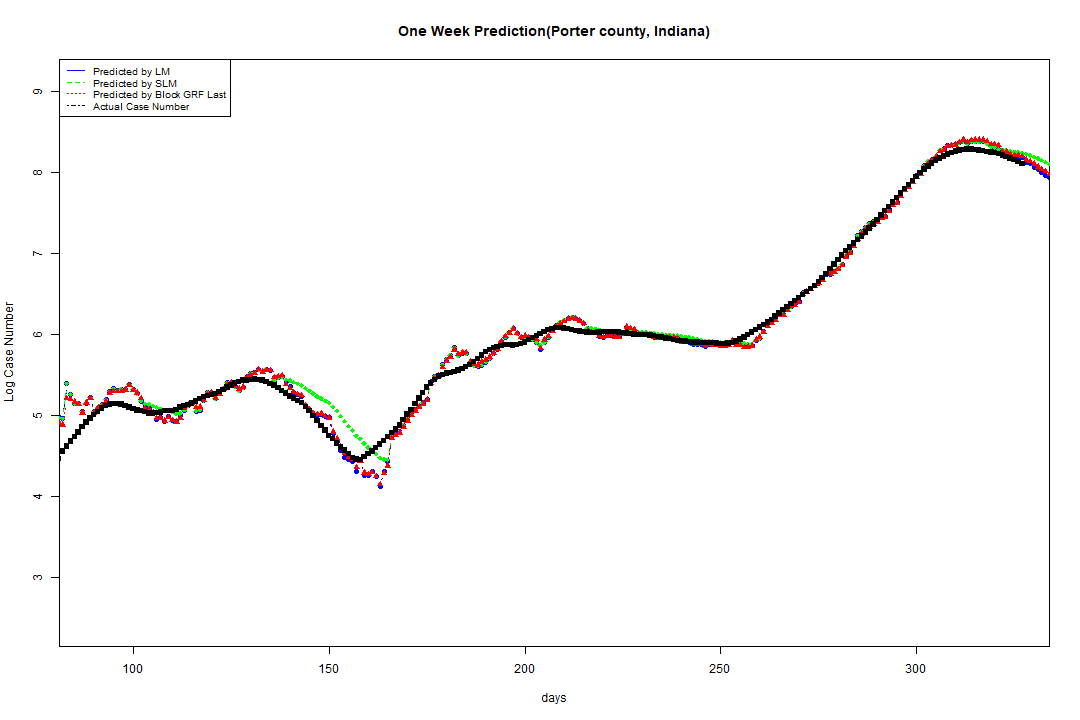 One Week Prediction(Porter county, Indiana)
Predicted by LM
Predicted by SLM
Predicted by Block GRF Last
Actual Case Number
9
8
7
6
5
4
3
Log Case Number
100 150 200 250 300
days